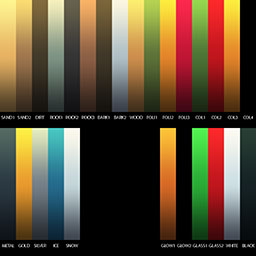 SAND1 SAND2 DIRT ROCK1 ROCK2 ROCK3 BARK1 BARK2 WOOD FOLI1 FOLI2 FOLI3 COL1 COL2 COL3 COL4
METAL GOLD SILVER ICE SNOW GLOW1 GLOW2 GLASS1 GLASS2 WHITE BLACK